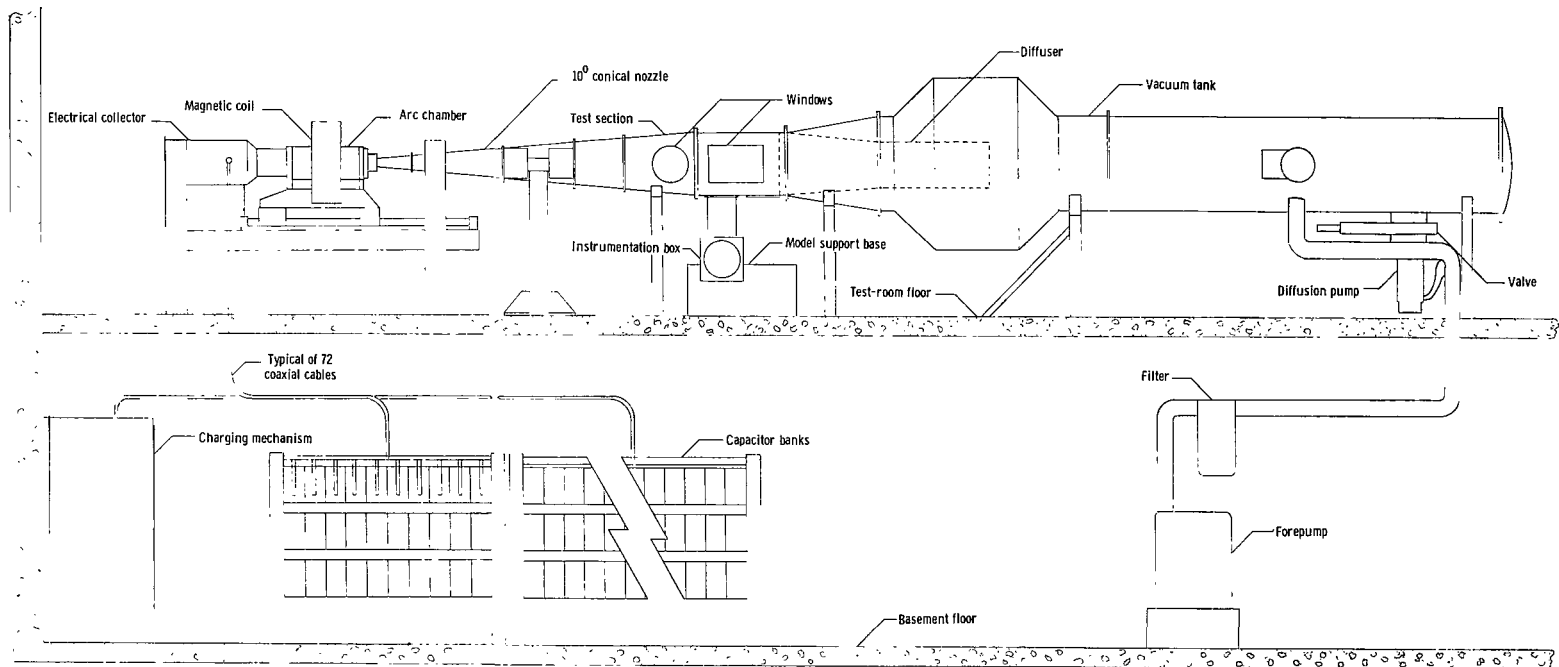 Diffuser
10° conical nozzle
Vacuum tank
Magnetic coil
Windows
Electrical collector
Arc chamber
Test section
Instrumentation box
Model support base
Test-room floor
Diffusion pump
Valve
Typical of 72
coaxial cables
Filter
Charging mechanism
Capacitor banks
Forepump
Basement floor